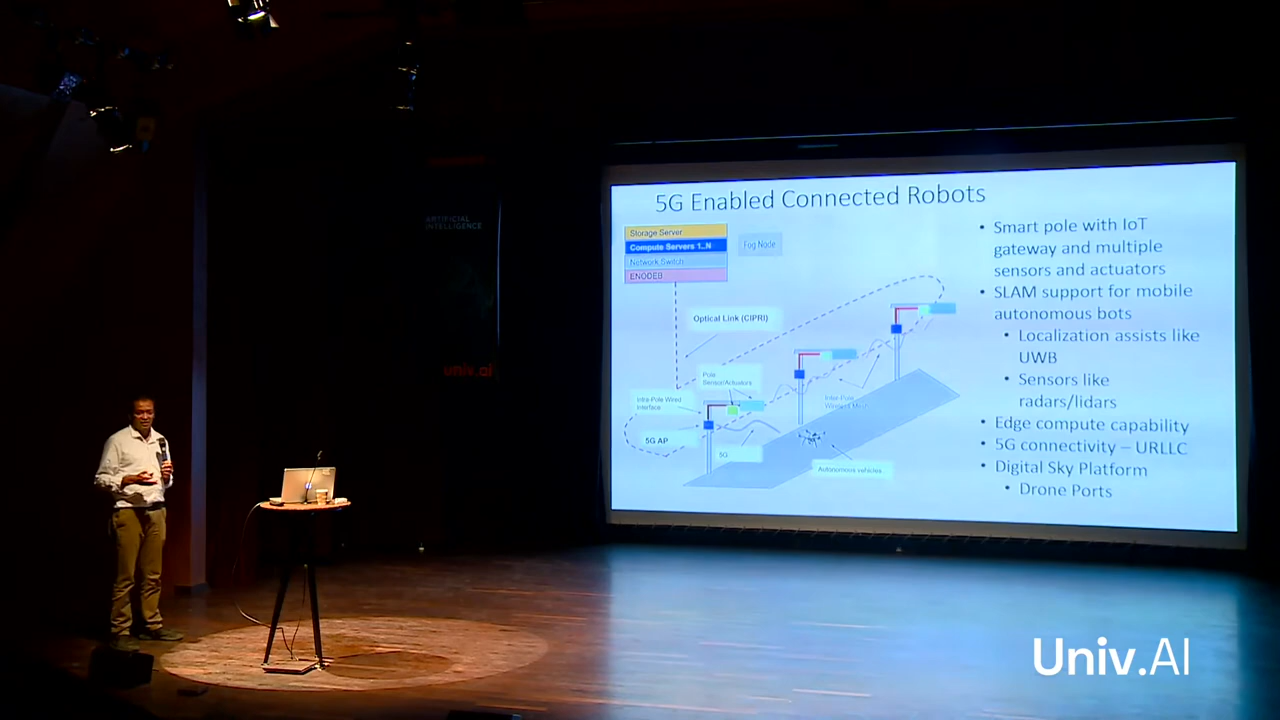 ARTIFICIAL
INTELLIGENCE
univ.ai
5G Enabled Connected Robots
Storage Server
Compute Servers 1..N
Network Switch
ENODEB
Fog Node
Optical Link (CIPRI)
Pole
Sensor/Actuators
Intra-Pole Wired
Interface
Inter-Pole
Wireless Mesh
5G AP
5G
Autonomous vehicles
• Smart pole with IoT
gateway and multiple
sensors and actuators
• SLAM support for mobile
autonomous bots
• Localization assists like
UWB
• Sensors like
radars/lidars
• Edge compute capability
• 5G connectivity – URLLC
• Digital Sky Platform
• Drone Ports
Univ.AI